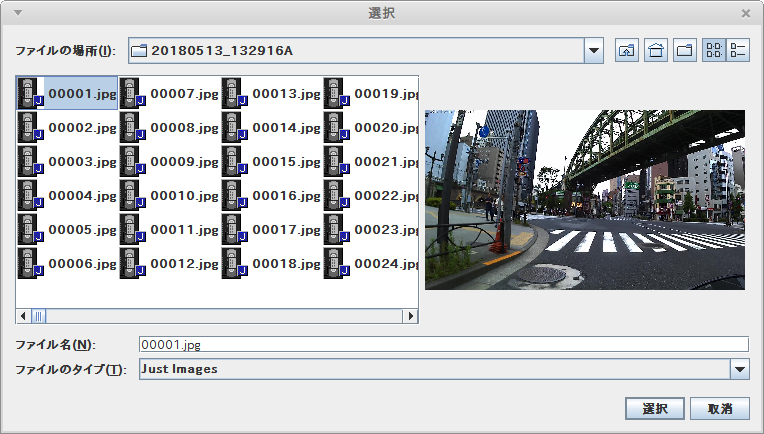 選択
ファイルの場所(I):
20180513_132916A
00001.jpg 00007.jpg 00013.jpg 00019.jpg
00002.jpg 00008.jpg 00014.jpg 00020.jpg
00003.jpg 00009.jpg 00015.jpg 00021.jpg
00004.jpg 00010.jpg 00016.jpg 00022.jpg
00005.jpg 00011.jpg 00017.jpg 00023.jpg
00006.jpg 00012.jpg 00018.jpg 00024.jpg
ファイル名(N):
00001.jpg
ファイルのタイプ(T):
Just Images
選択
取消